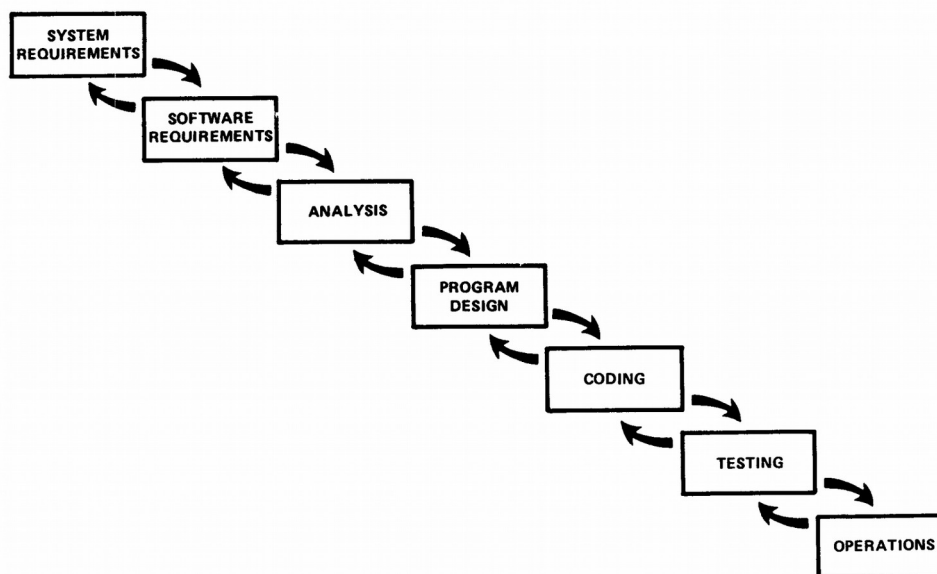 SYSTEM
REQUIREMENTS
SOFTWARE
REQUIREMENTS
ANALYSIS
PROGRAM
DESIGN
CODING
TESTING
OPERATIONS